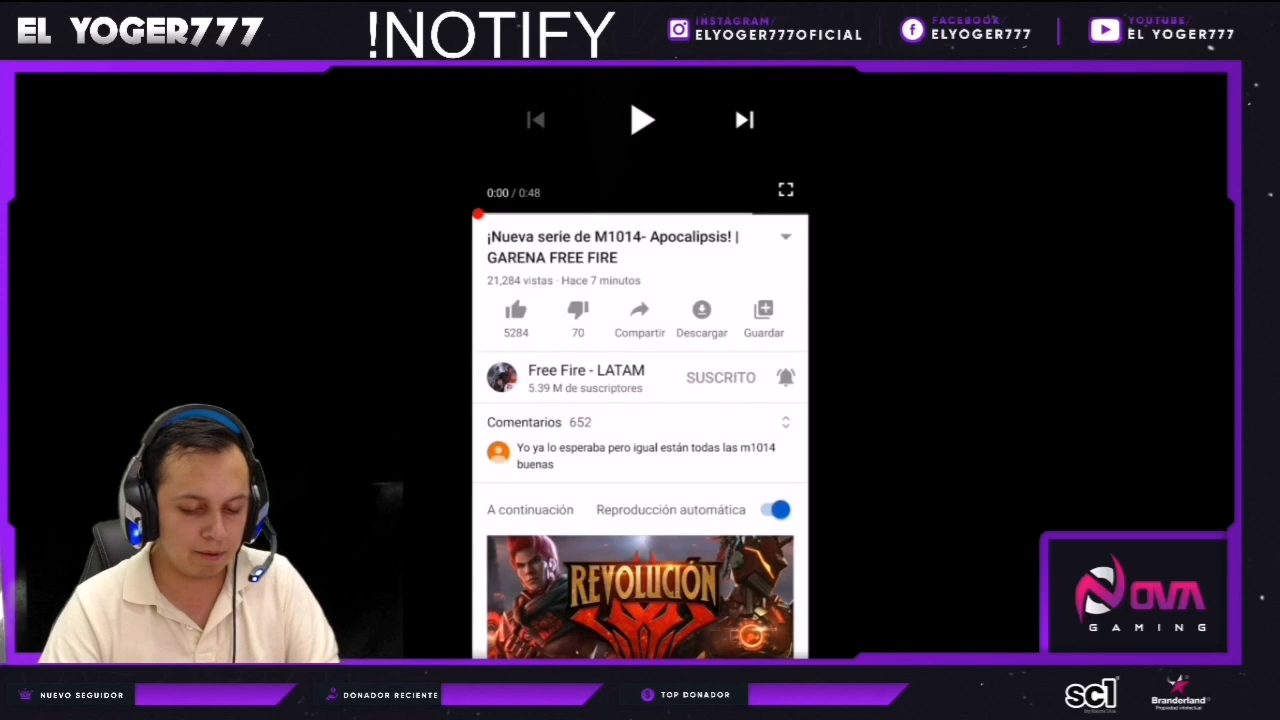 EL YOGER777
!NOTIFY
INSTAGRAM/
ELYOGER777OFICIAL
FACEBOOK/
ELYOGER777
YOUTUBE/
EL YOGER777
0:00 / 0:48
¡Nueva serie de M1014- Apocalipsis! |
GARENA FREE FIRE
21,284 vistas · Hace 7 minutos
5284
70
Compartir
Descargar
Guardar
Free Fire - LATAM
5.39 M de suscriptores
SUSCRITO
Comentarios 652
Yo ya lo esperaba pero igual están todas las m1014
buenas
A continuación
Reproducción automática
REVOLUCIÓN
NOVA
GAMING
NUEVO SEGUIDOR
DONADOR RECIENTE
TOP DONADOR
sci
Branderland